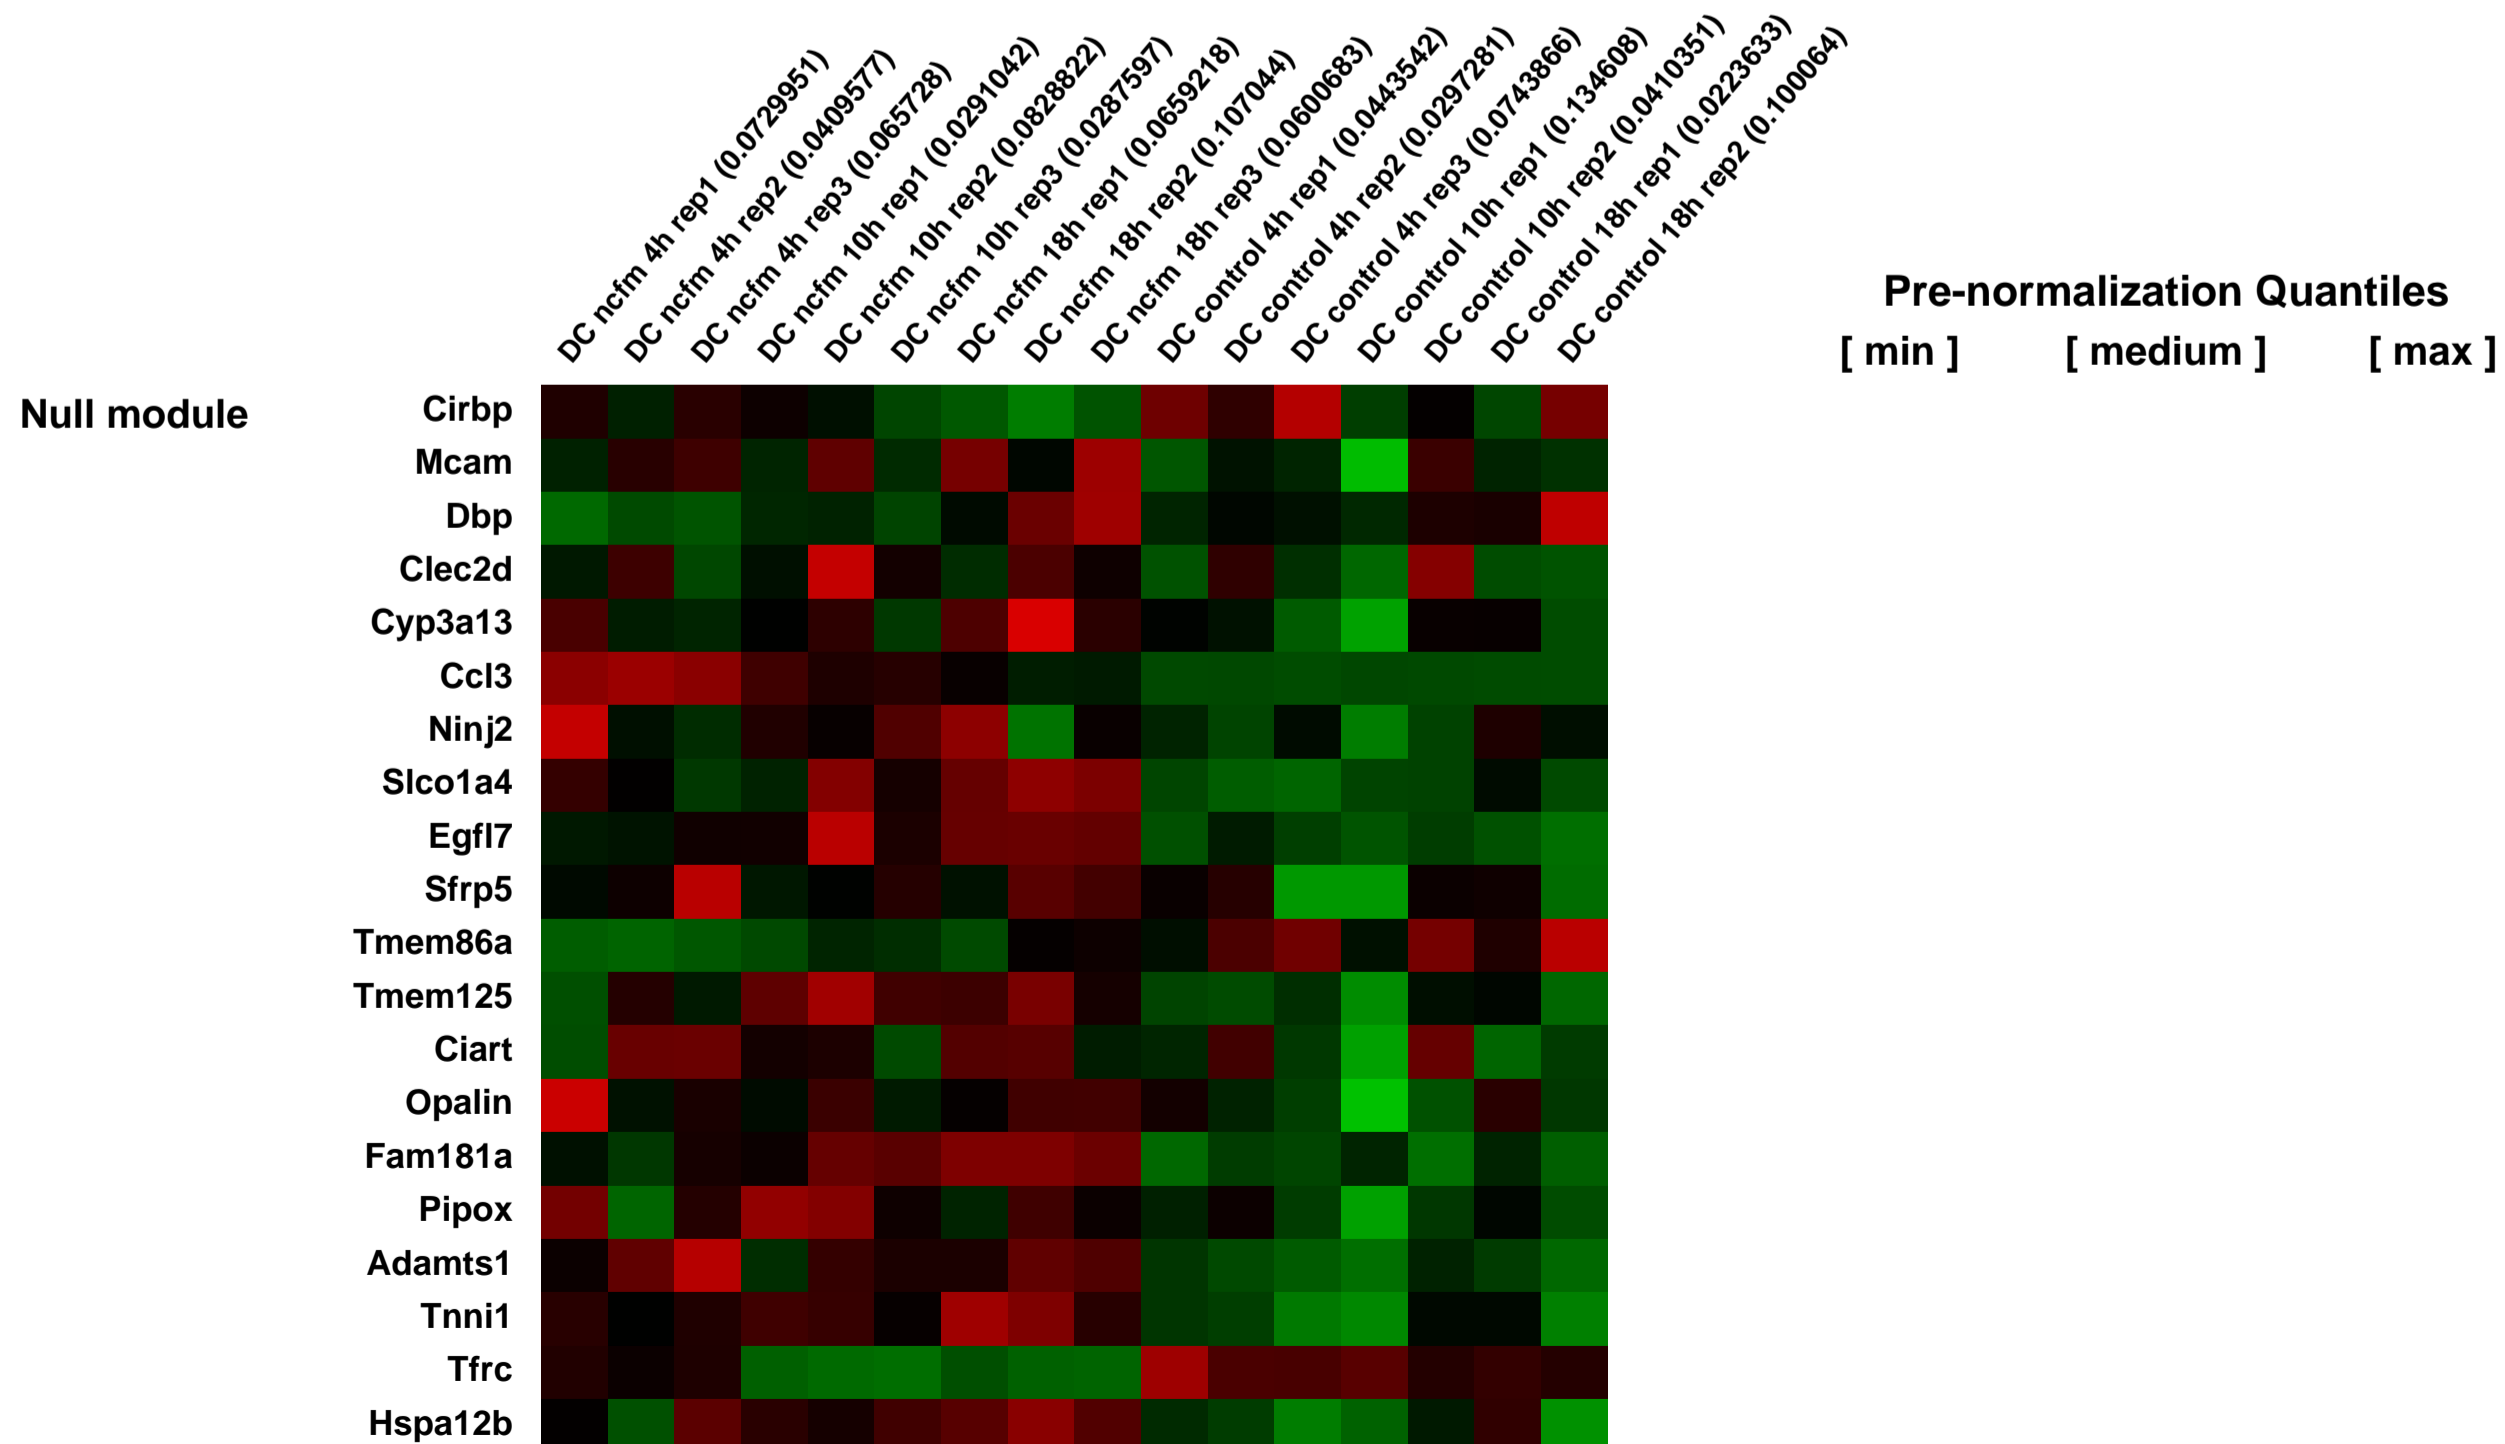 DC ncfm 4h rep1 (0.0729951)
DC ncfm 4h rep2 (0.0409577)
DC ncfm 4h rep3 (0.065728)
DC ncfm 10h rep1 (0.0291042)
DC ncfm 10h rep2 (0.0828822)
DC ncfm 10h rep3 (0.0287597)
DC ncfm 18h rep1 (0.0659218)
DC ncfm 18h rep2 (0.107044)
DC ncfm 18h rep3 (0.0600683)
DC control 4h rep1 (0.0443542)
DC control 4h rep2 (0.0297281)
DC control 4h rep3 (0.0743866)
DC control 10h rep1 (0.134608)
DC control 10h rep2 (0.0410351)
DC control 18h rep1 (0.0223633)
DC control 18h rep2 (0.100064)
Pre-normalization Quantiles
[ min ] [ medium ] [ max ]
Null module
Cirbp
Mcam
Dbp
Clec2d
Cyp3a13
Ccl3
Ninj2
Slco1a4
Egfl7
Sfrp5
Tmem86a
Tmem125
Ciart
Opalin
Fam181a
Pipox
Adamts1
Tnni1
Tfrc
Hspa12b